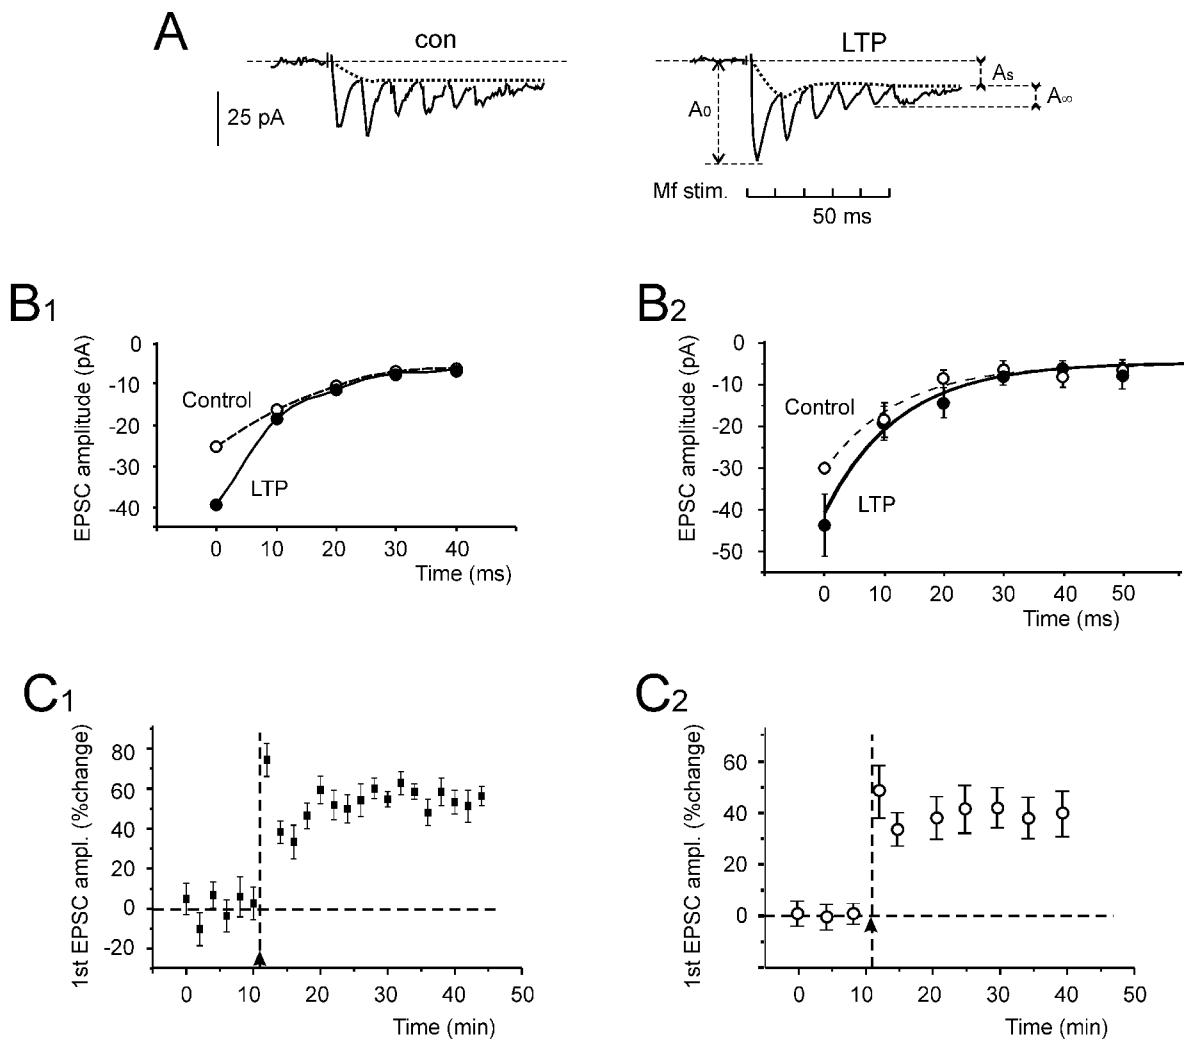 A
con
LTP
25 pA
A0
As
A∞
Mf stim.
50 ms
B1
EPSC amplitude (pA)
0
-10
-20
-30
-40
Control
LTP
0 10 20 30 40
Time (ms)
B2
EPSC amplitude (pA)
0
-10
-20
-30
-40
-50
Control
LTP
0 10 20 30 40 50
Time (ms)
C1
1st EPSC ampl. (%change)
80
60
40
20
0
-20
0 10 20 30 40 50
Time (min)
C2
1st EPSC ampl. (%change)
60
40
20
0
0 10 20 30 40 50
Time (min)